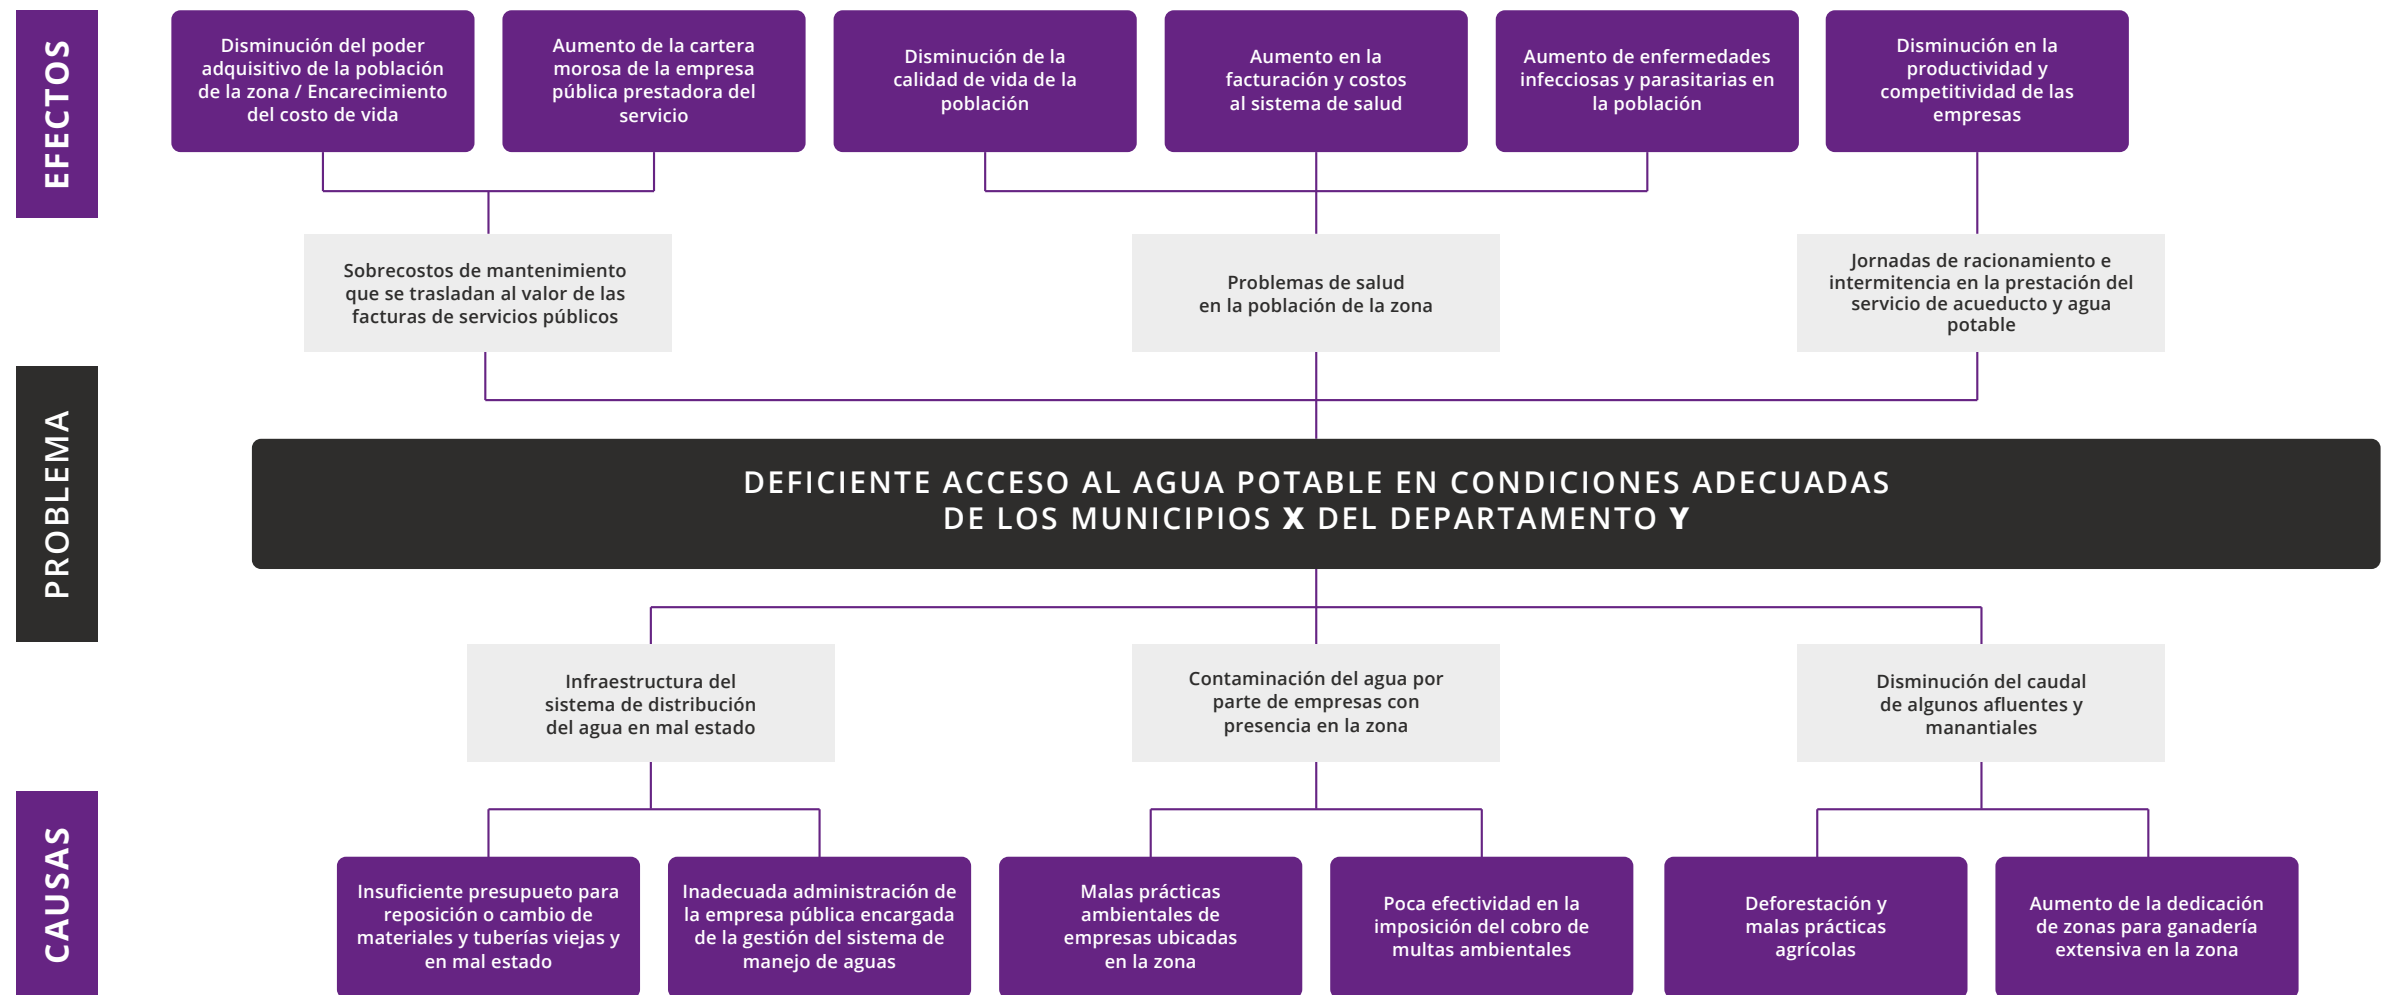 EFECTOS
Disminución del poder
adquisitivo de la población
de la zona / Encarecimiento
del costo de vida
Aumento de la cartera
morosa de la empresa
pública prestadora del
servicio
Disminución de la
calidad de vida de la
población
Aumento en la
facturación y costos
al sistema de salud
Aumento de enfermedades
infecciosas y parasitarias en
la población
Disminución en la
productividad y
competitividad de las
empresas
Sobrecostos de mantenimiento
que se trasladan al valor de las
facturas de servicios públicos
Problemas de salud
en la población de la zona
Jornadas de racionamiento e
intermitencia en la prestación del
servicio de acueducto y agua
potable
PROBLEMA
DEFICIENTE ACCESO AL AGUA POTABLE EN CONDICIONES ADECUADAS
DE LOS MUNICIPIOS X DEL DEPARTAMENTO Y
Infraestructura del
sistema de distribución
del agua en mal estado
Contaminación del agua por
parte de empresas con
presencia en la zona
Disminución del caudal
de algunos afluentes y
manantiales
CAUSAS
Insuficiente presupueto para
reposición o cambio de
materiales y tuberías viejas y
en mal estado
Inadecuada administración de
la empresa pública encargada
de la gestión del sistema de
manejo de aguas
Malas prácticas
ambientales de
empresas ubicadas
en la zona
Poca efectividad en la
imposición del cobro de
multas ambientales
Deforestación y
malas prácticas
agrícolas
Aumento de la dedicación
de zonas para ganadería
extensiva en la zona